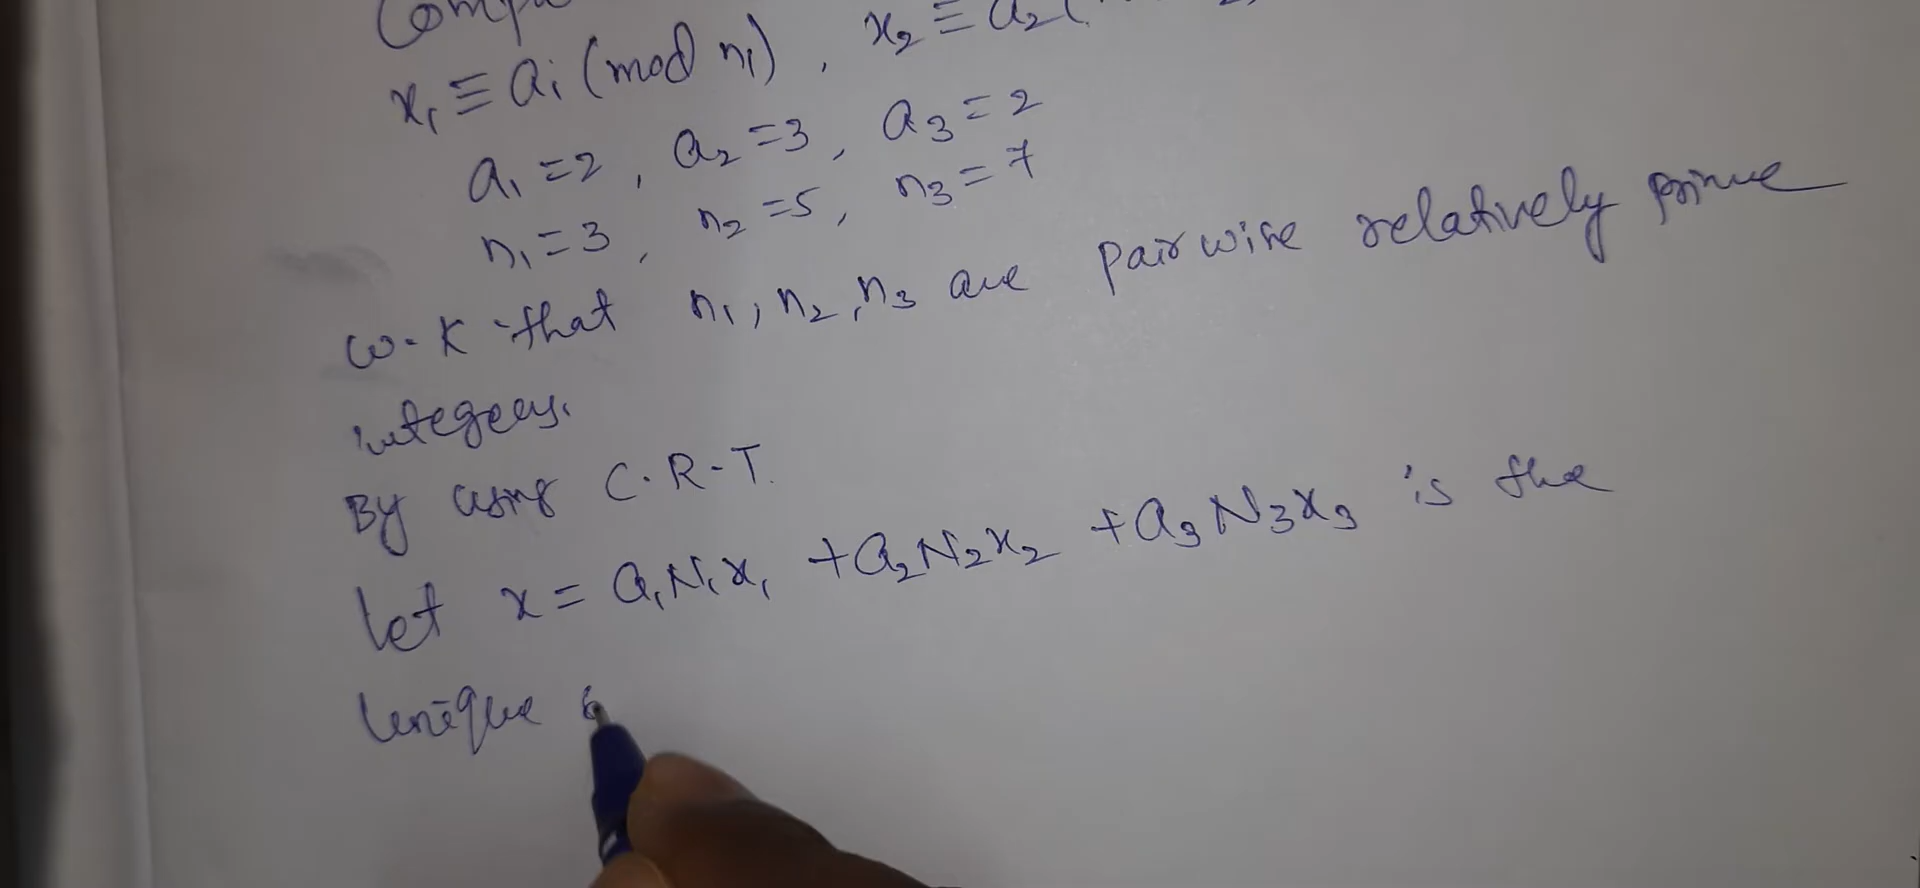 x₁ ≡ a₁ (mod n₁), x₂ ≡ a₂ (
a₁ = 2, a₂ = 3, a₃ = 2
n₁ = 3, n₂ = 5, n₃ = 7
W.K that n₁, n₂, n₃ are pairwise relatively prime
integers.
By using C.R.T.
Let x = a₁N₁x₁ + a₂N₂x₂ + a₃N₃x₃ is the
unique